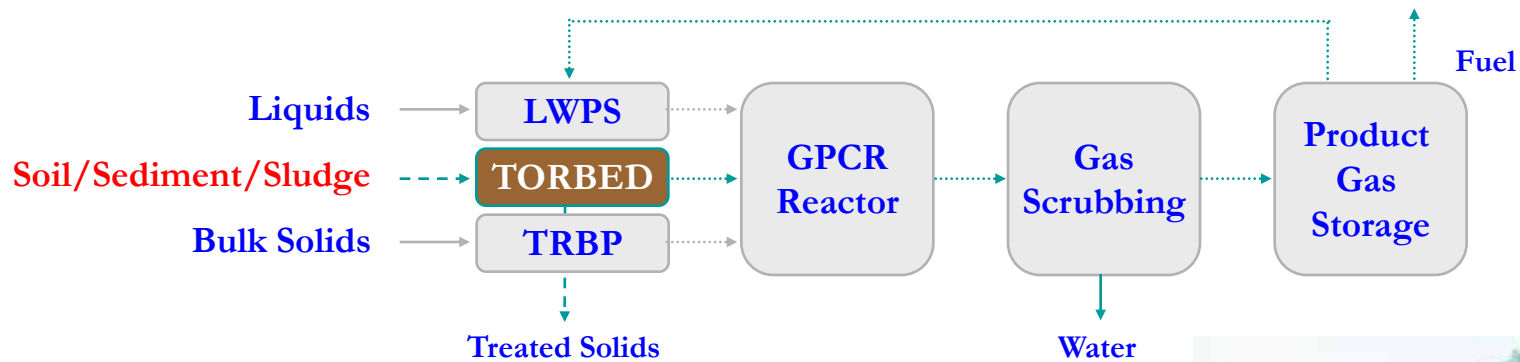 Fuel
Liquids
LWPS
Soil/Sediment/Sludge
TORBED
Bulk Solids
TRBP
GPCR
Reactor
Gas
Scrubbing
Product
Gas
Storage
Treated Solids
Water